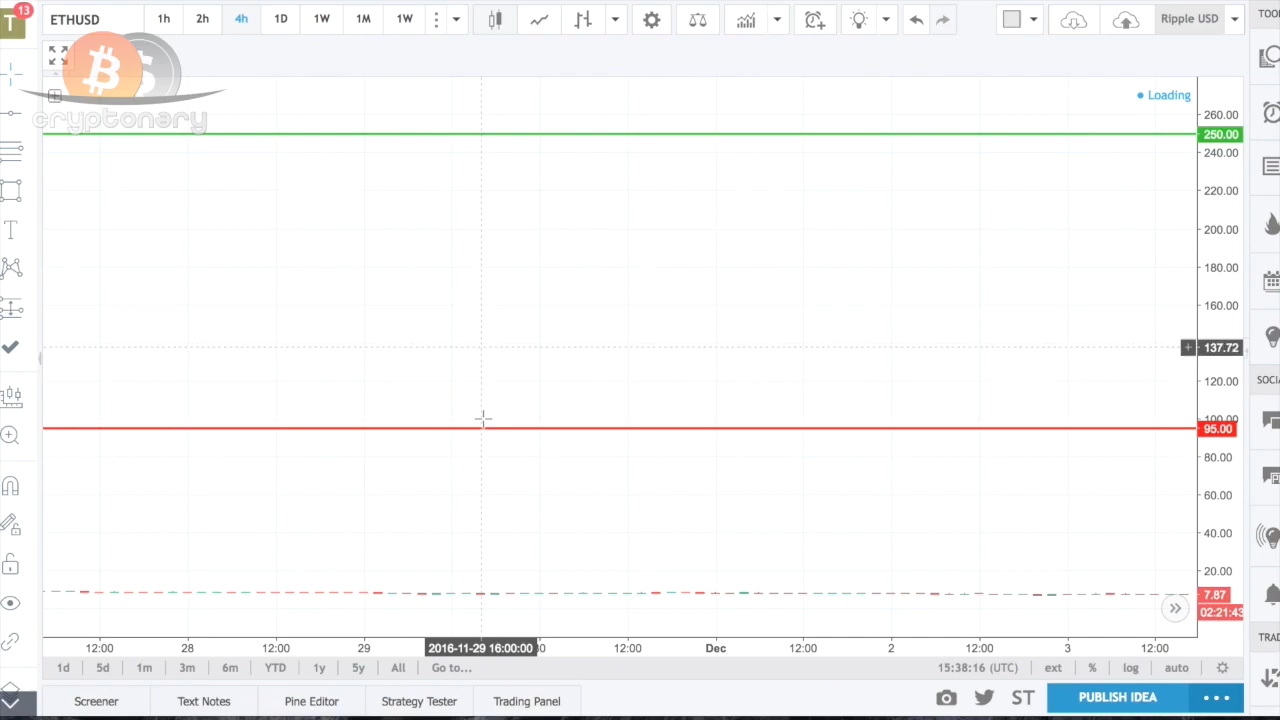 T 13 ETHUSD 1h 2h 4h 1D 1W 1M 1W Ripple USD
B $
cryptonary
Loading
260.00
250.00
240.00
220.00
200.00
180.00
160.00
137.72
120.00
100.00
95.00
80.00
60.00
40.00
20.00
7.87
02:21:43
12:00 28 12:00 29 2016-11-29 16:00:00 12:00 Dec 12:00 2 12:00 3 12:00
1d 5d 1m 3m 6m YTD 1y 5y All Go to... 15:38:16 (UTC) ext % log auto
Screener Text Notes Pine Editor Strategy Tester Trading Panel ST PUBLISH IDEA